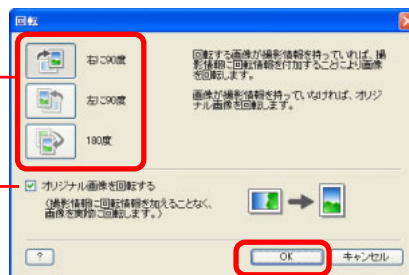 回転
右に90度
左に90度
180度
回転する画像が撮影情報を持っていれば、撮
影情報に回転情報を付加することにより画像
を回転します。
画像が撮影情報を持っていなければ、オリジ
ナル画像を回転します。
オリジナル画像を回転する
(撮影情報に回転情報を加えることなく、
画像を実際に回転します。)
?
OK
キャンセル